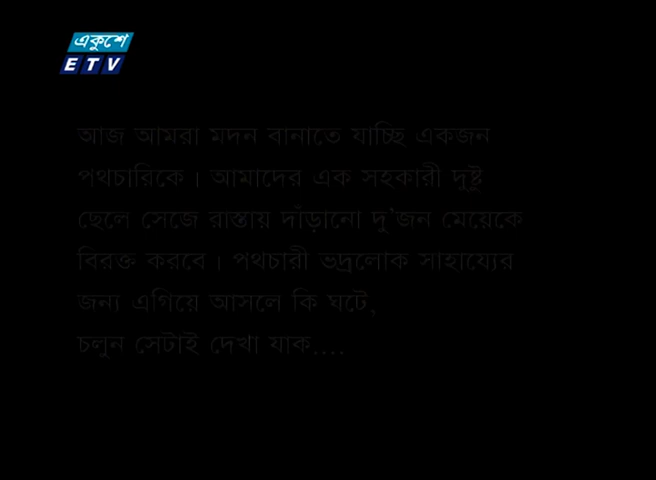 একুশে
ETV
আজ আমরা মদন বানাতে যাচ্ছি একজন
পথচারিকে। আমাদের এক সহকারী দুষ্টু
ছেলে সেজে রাস্তায় দাঁড়ানো দু'জন মেয়েকে
বিরক্ত করবে। পথচারী ভদ্রলোক সাহায্যের
জন্য এগিয়ে আসলে কি ঘটে,
চলুন সেটাই দেখা যাক....